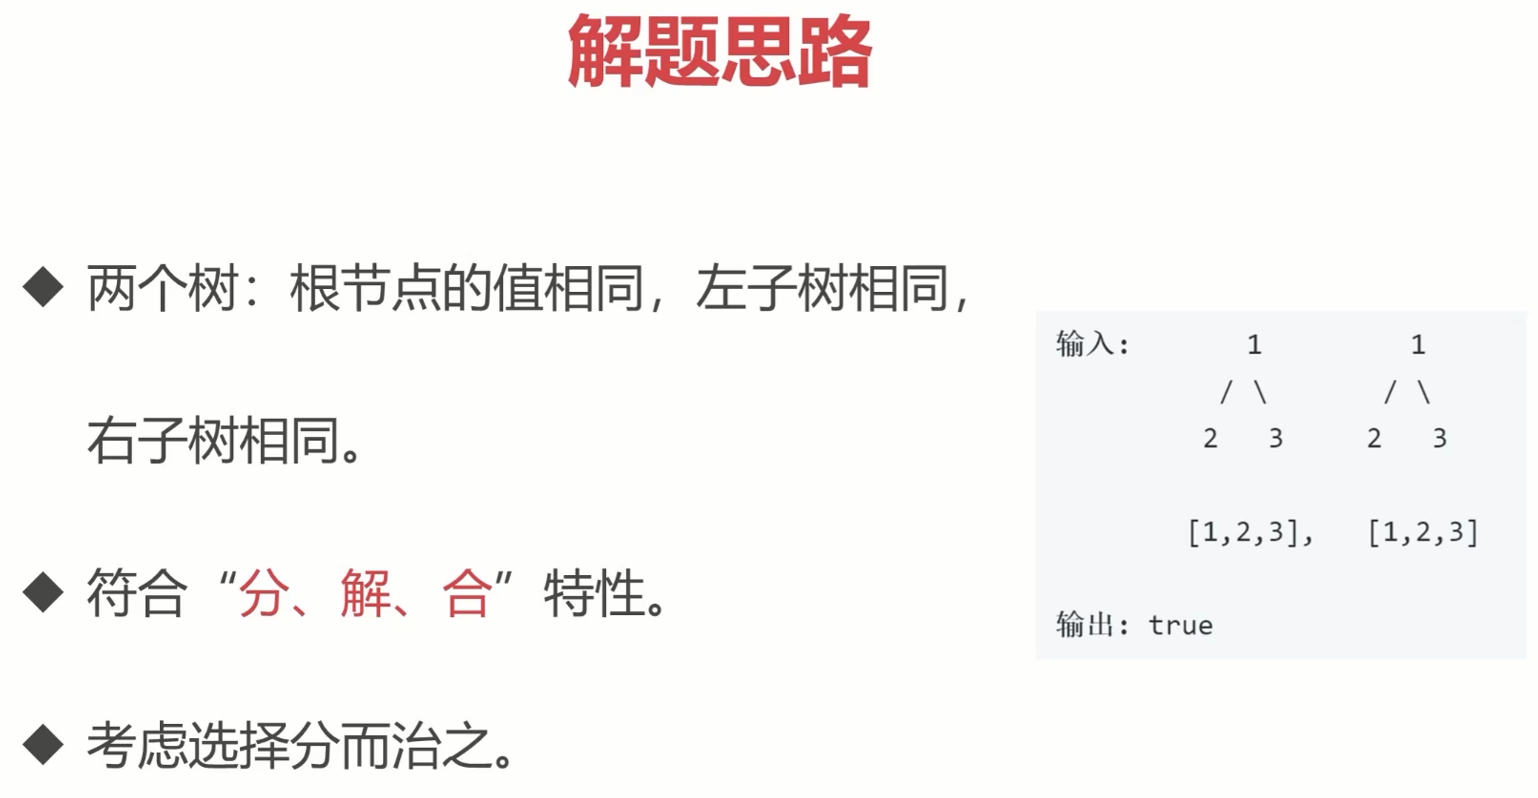 解题思路
◆ 两个树：根节点的值相同，左子树相同，
右子树相同。
◆ 符合“分、解、合”特性。
◆ 考虑选择分而治之。
输入: 1 1
/ \ / \
2 3 2 3
[1,2,3], [1,2,3]
输出: true